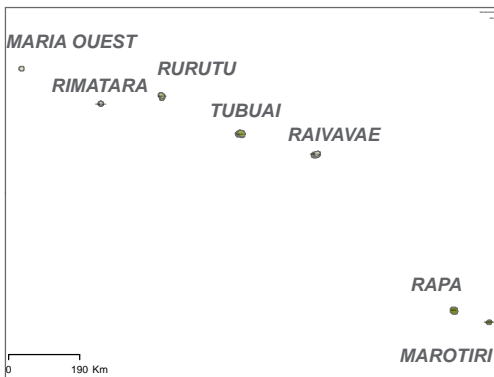 MARIA OUEST
RURUTU
RIMATARA
TUBUAI
RAIVAVAE
RAPA
MAROTIRI
0 190 Km